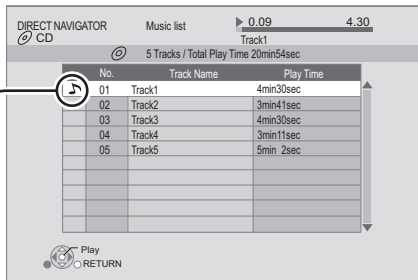 DIRECT NAVIGATOR Music list 0.09 4.30
CD Track1
5 Tracks / Total Play Time 20min54sec
No. Track Name Play Time
01 Track1 4min30sec
02 Track2 3min41sec
03 Track3 4min30sec
04 Track4 3min11sec
05 Track5 5min 2sec
Play
RETURN